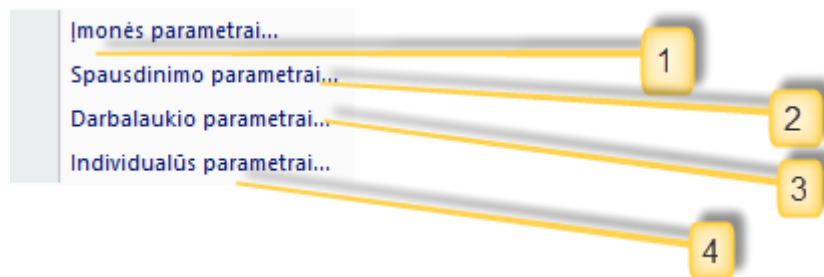 Įmonės parametrai...
1
Spausdinimo parametrai...
2
Darbalaukio parametrai...
3
Individualūs parametrai...
4